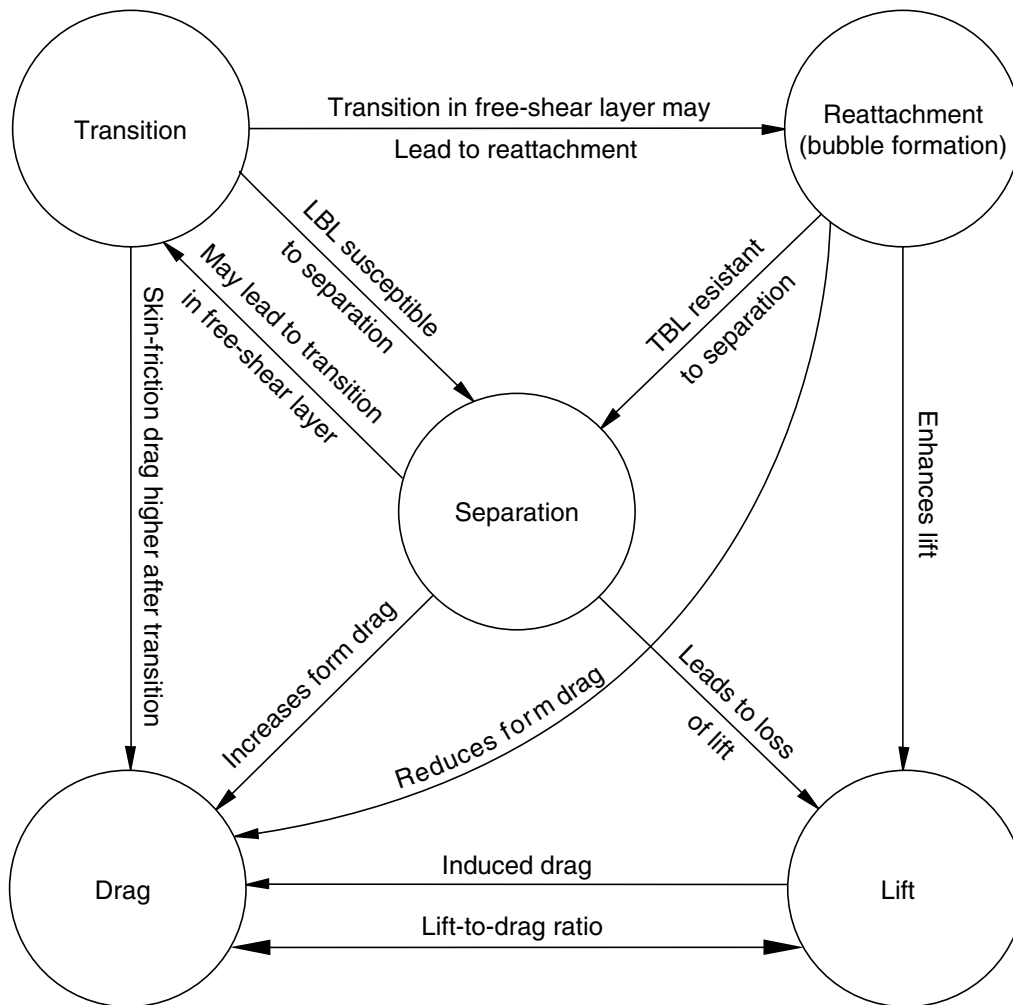 Transition
Transition in free-shear layer may
Lead to reattachment
Reattachment
(bubble formation)
LBL susceptible
to separation
May lead to transition
in free-shear layer
TBL resistant
to separation
Skin-friction drag higher after transition
Enhances lift
Separation
Increases form drag
Reduces form drag
Leads to loss
of lift
Drag
Induced drag
Lift-to-drag ratio
Lift